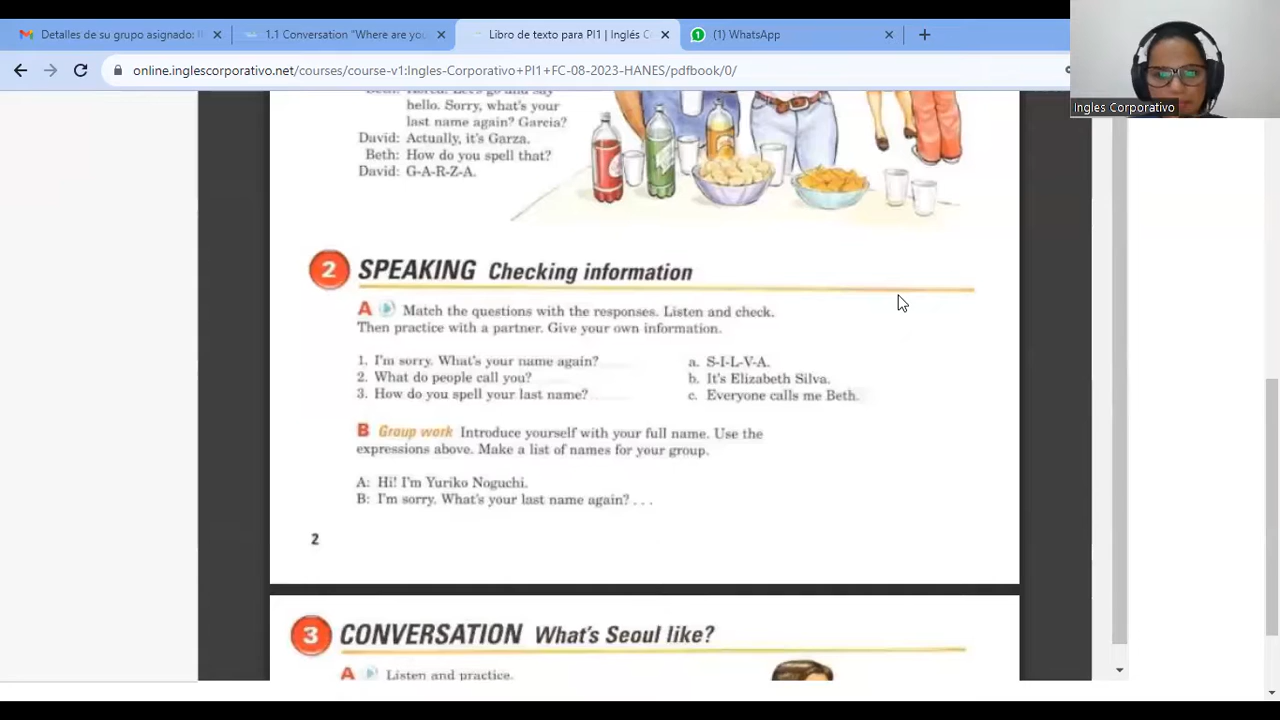 Detalles de su grupo asignado: I
1.1 Conversation "Where are you
Libro de texto para PI1 | Inglés C
(1) WhatsApp
online.inglescorporativo.net/courses/course-v1:Ingles-Corporativo+PI1+FC-08-2023-HANES/pdfbook/0/
Ingles Corporativo
Beth: Korea! Let's go and say
hello. Sorry, what's your
last name again? Garcia?
David: Actually, it's Garza.
Beth: How do you spell that?
David: G-A-R-Z-A.
2 SPEAKING Checking information
A Match the questions with the responses. Listen and check.
Then practice with a partner. Give your own information.
1. I'm sorry. What's your name again?
2. What do people call you?
3. How do you spell your last name?
a. S-I-L-V-A.
b. It's Elizabeth Silva.
c. Everyone calls me Beth.
B Group work Introduce yourself with your full name. Use the
expressions above. Make a list of names for your group.
A: Hi! I'm Yuriko Noguchi.
B: I'm sorry. What's your last name again? . . .
2
3 CONVERSATION What's Seoul like?
A Listen and practice.